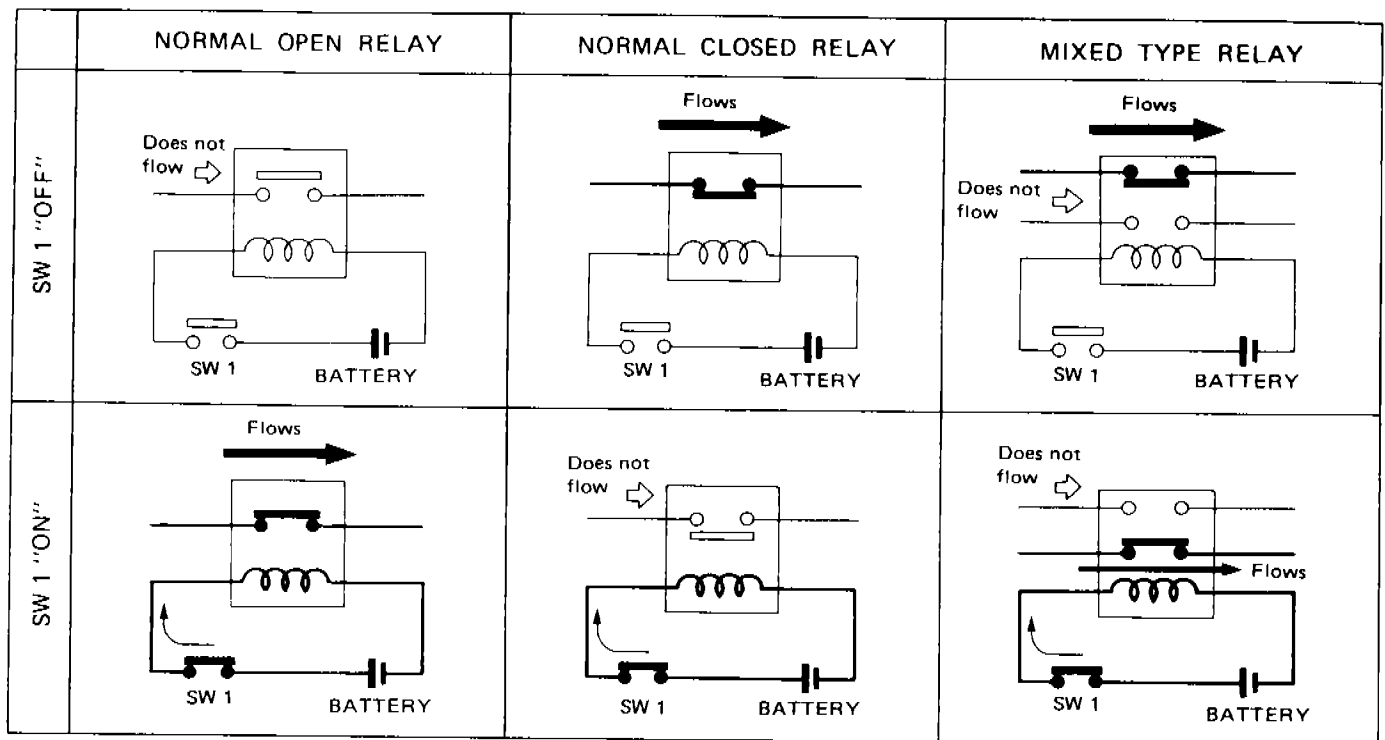 NORMAL OPEN RELAY
NORMAL CLOSED RELAY
MIXED TYPE RELAY
SW 1 "OFF"
Does not
flow
SW 1
BATTERY
Flows
SW 1
BATTERY
Flows
Does not
flow
SW 1
BATTERY
SW 1 "ON"
Flows
SW 1
BATTERY
Does not
flow
SW 1
BATTERY
Does not
flow
Flows
SW 1
BATTERY